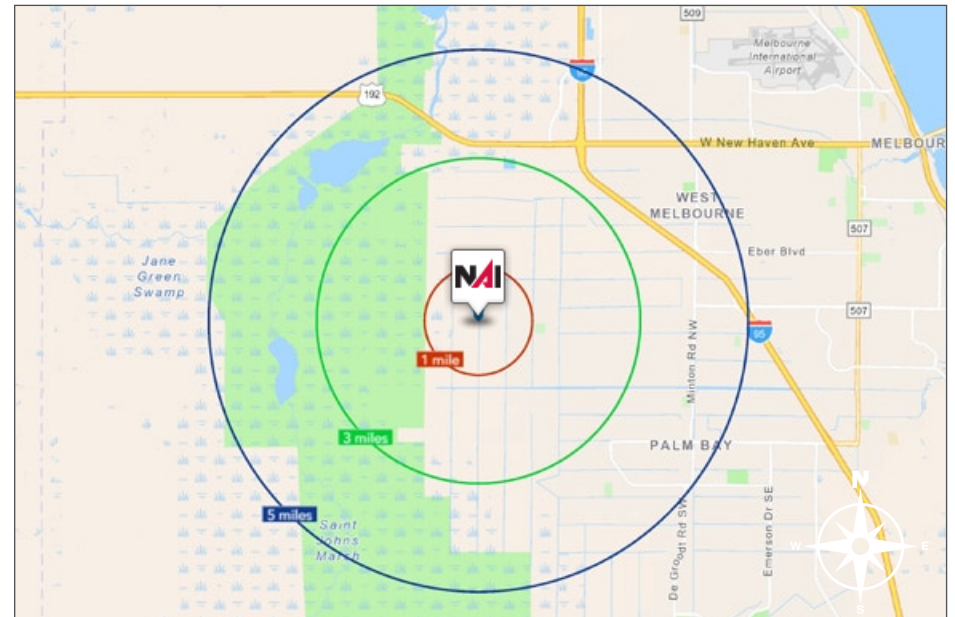 509
Melbourne
International
Airport
192
W New Haven Ave
MELBOUR
WEST
MELBOURNE
507
Eber Blvd
Jane
Green
Swamp
NAI
507
95
1 mile
Minton Rd NW
3 miles
PALM BAY
5 miles
Saint
Johns
Marsh
De Groodt Rd SW
Emerson Dr SE
N
W
E
S